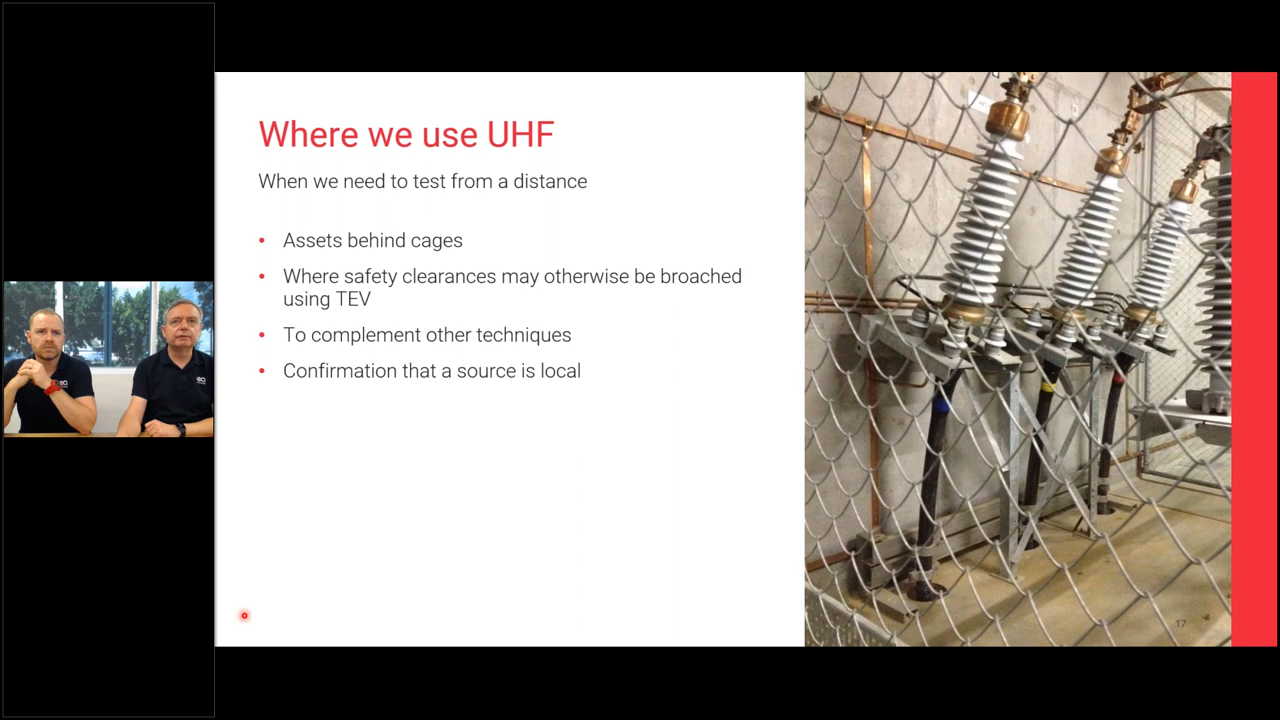 Where we use UHF
When we need to test from a distance
• Assets behind cages
• Where safety clearances may otherwise be broached
using TEV
• To complement other techniques
• Confirmation that a source is local
17